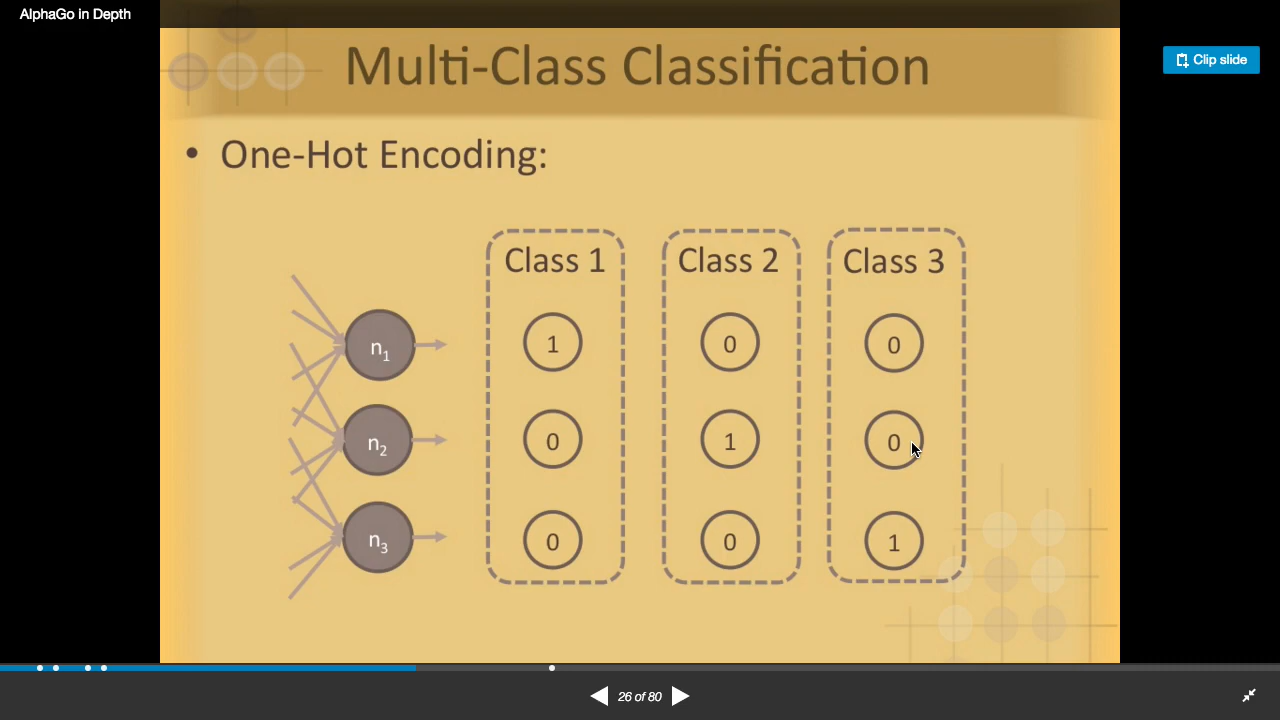 AlphaGo in Depth
Clip slide
Multi-Class Classification
• One-Hot Encoding:
Class 1 Class 2 Class 3
n1 1 0 0
n2 0 1 0
n3 0 0 1
26 of 80